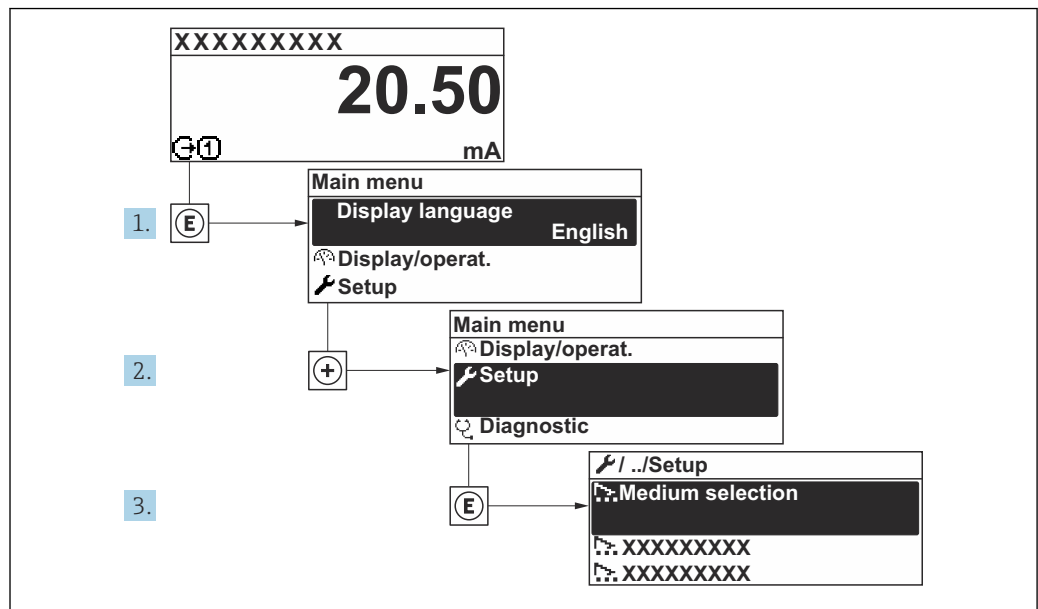 XXXXXXXXX
20.50
1 mA
Main menu
1. E Display language
English
Display/operat.
Setup
Main menu
Display/operat.
2. + Setup
Diagnostic
/ ../Setup
3. E Medium selection
XXXXXXXXX
XXXXXXXXX